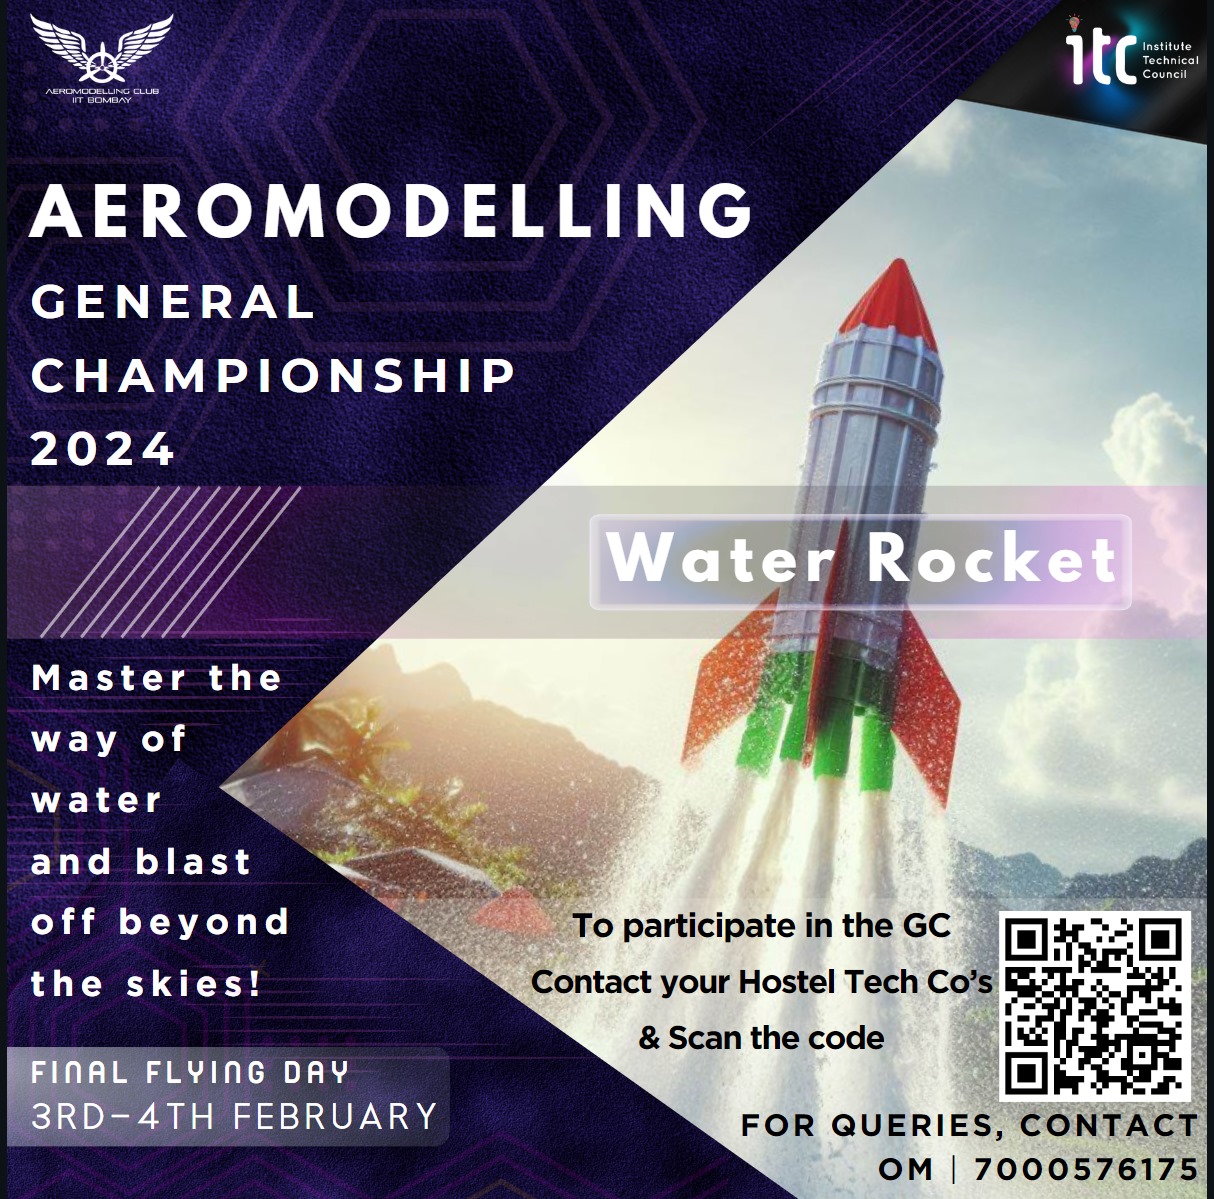 AEROMODELLING CLUB
IIT BOMBAY
itc
Institute
Technical
Council
AEROMODELLING
GENERAL
CHAMPIONSHIP
2024
Water Rocket
Master the
way of
water
and blast
off beyond
the skies!
FINAL FLYING DAY
3RD-4TH FEBRUARY
To participate in the GC
Contact your Hostel Tech Co's
& Scan the code
FOR QUERIES, CONTACT
OM | 7000576175